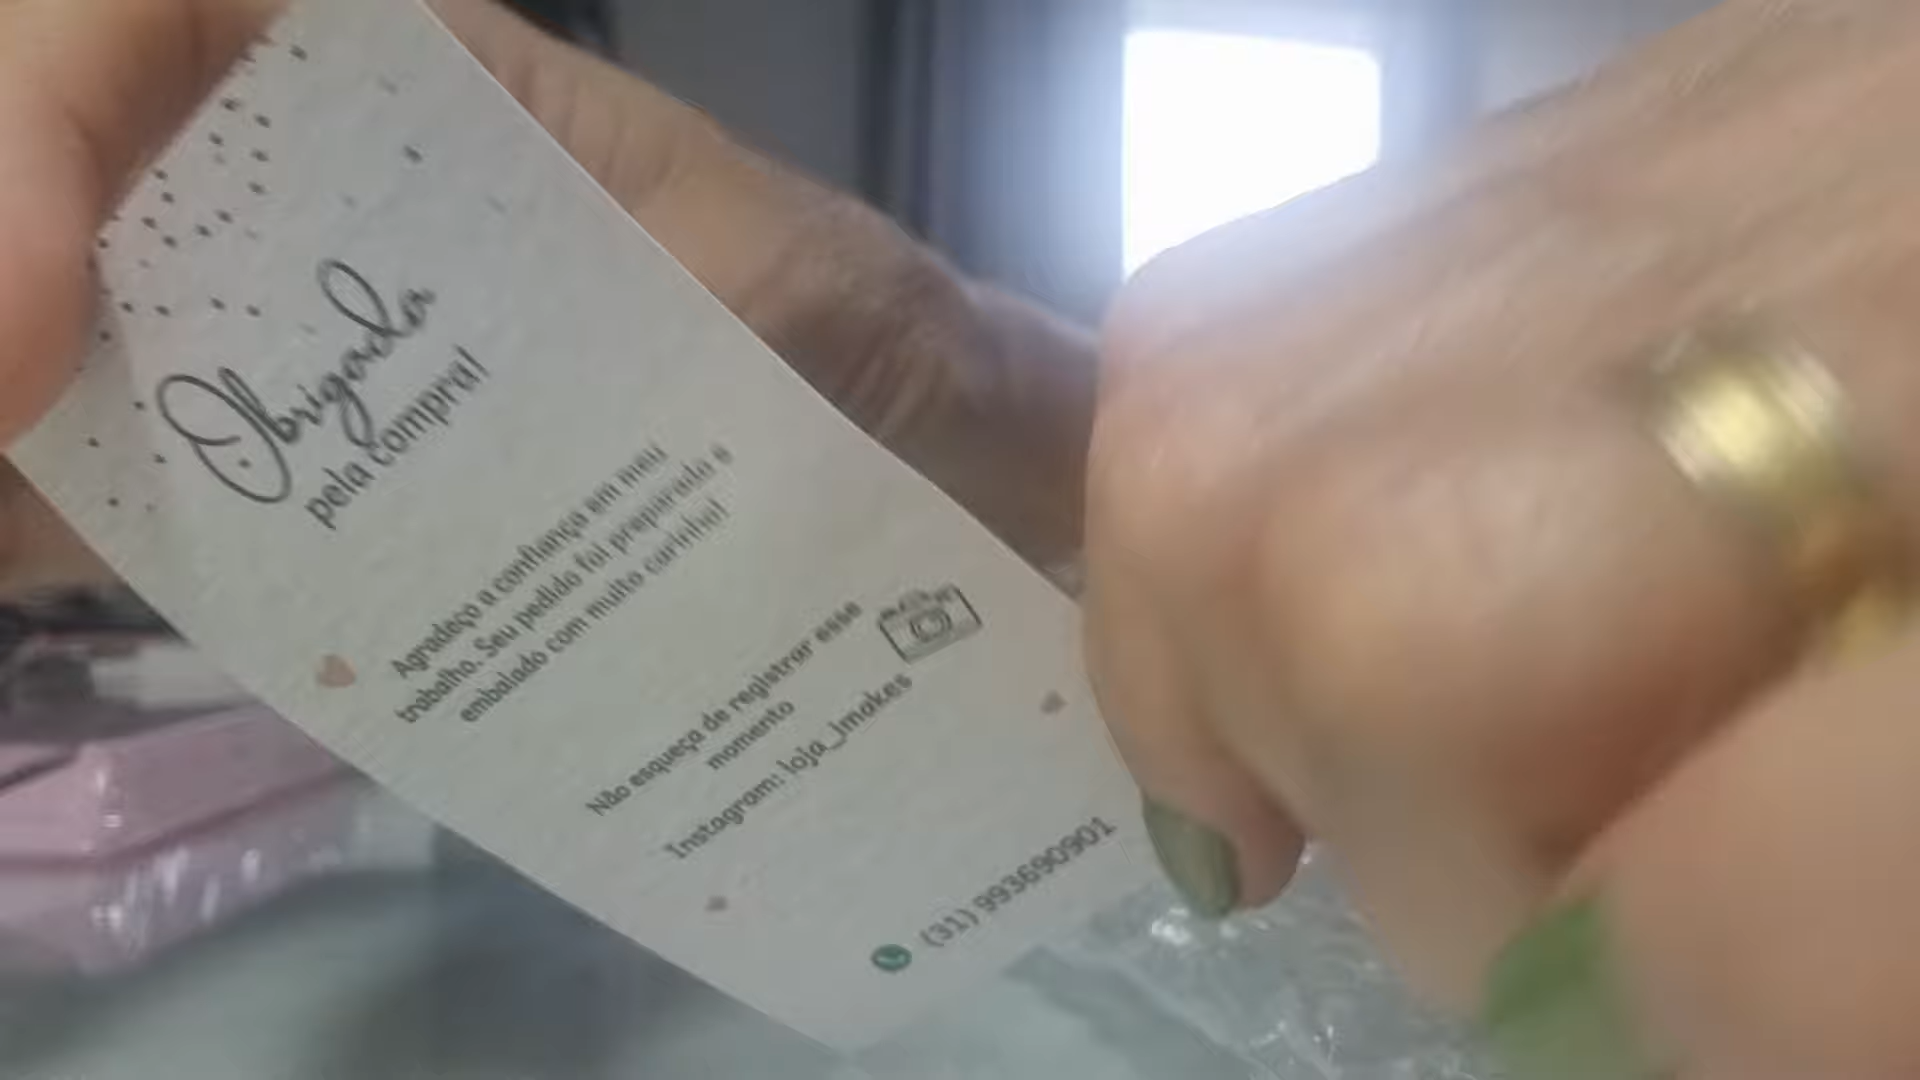 Obrigada
pela compra!
Agradeço a confiança em meu
trabalho. Seu pedido foi preparado e
embalado com muito carinho!
Não esqueça de registrar esse
momento
Instagram: loja_jmakes
(31) 993690901